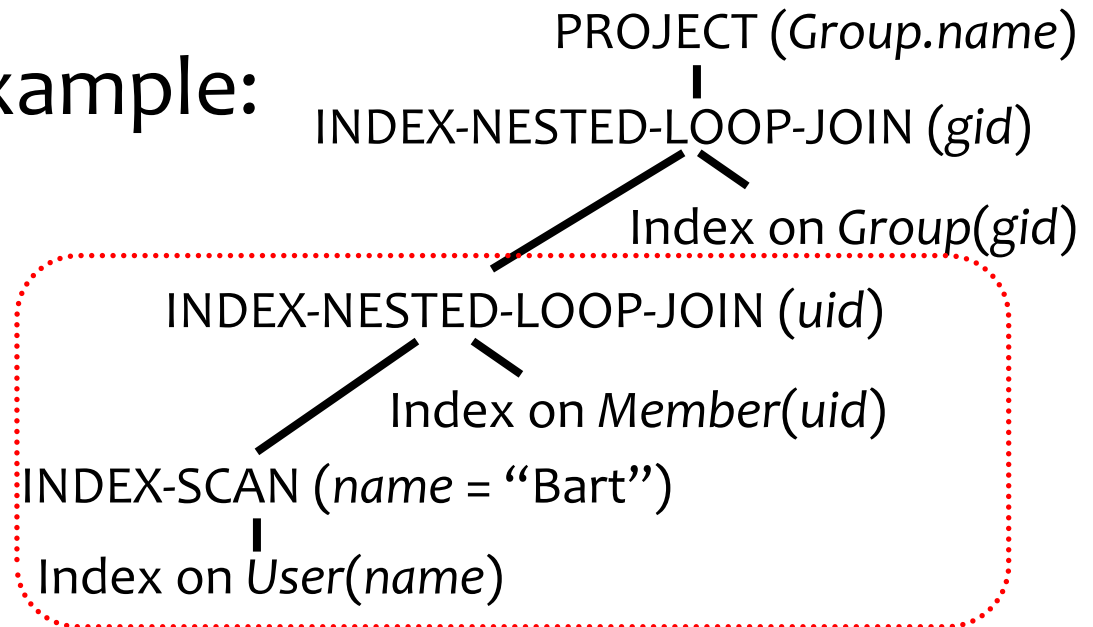 PROJECT (Group.name)
xample:
INDEX-NESTED-LOOP-JOIN (gid)
Index on Group(gid)
INDEX-NESTED-LOOP-JOIN (uid)
Index on Member(uid)
INDEX-SCAN (name = “Bart”)
Index on User(name)